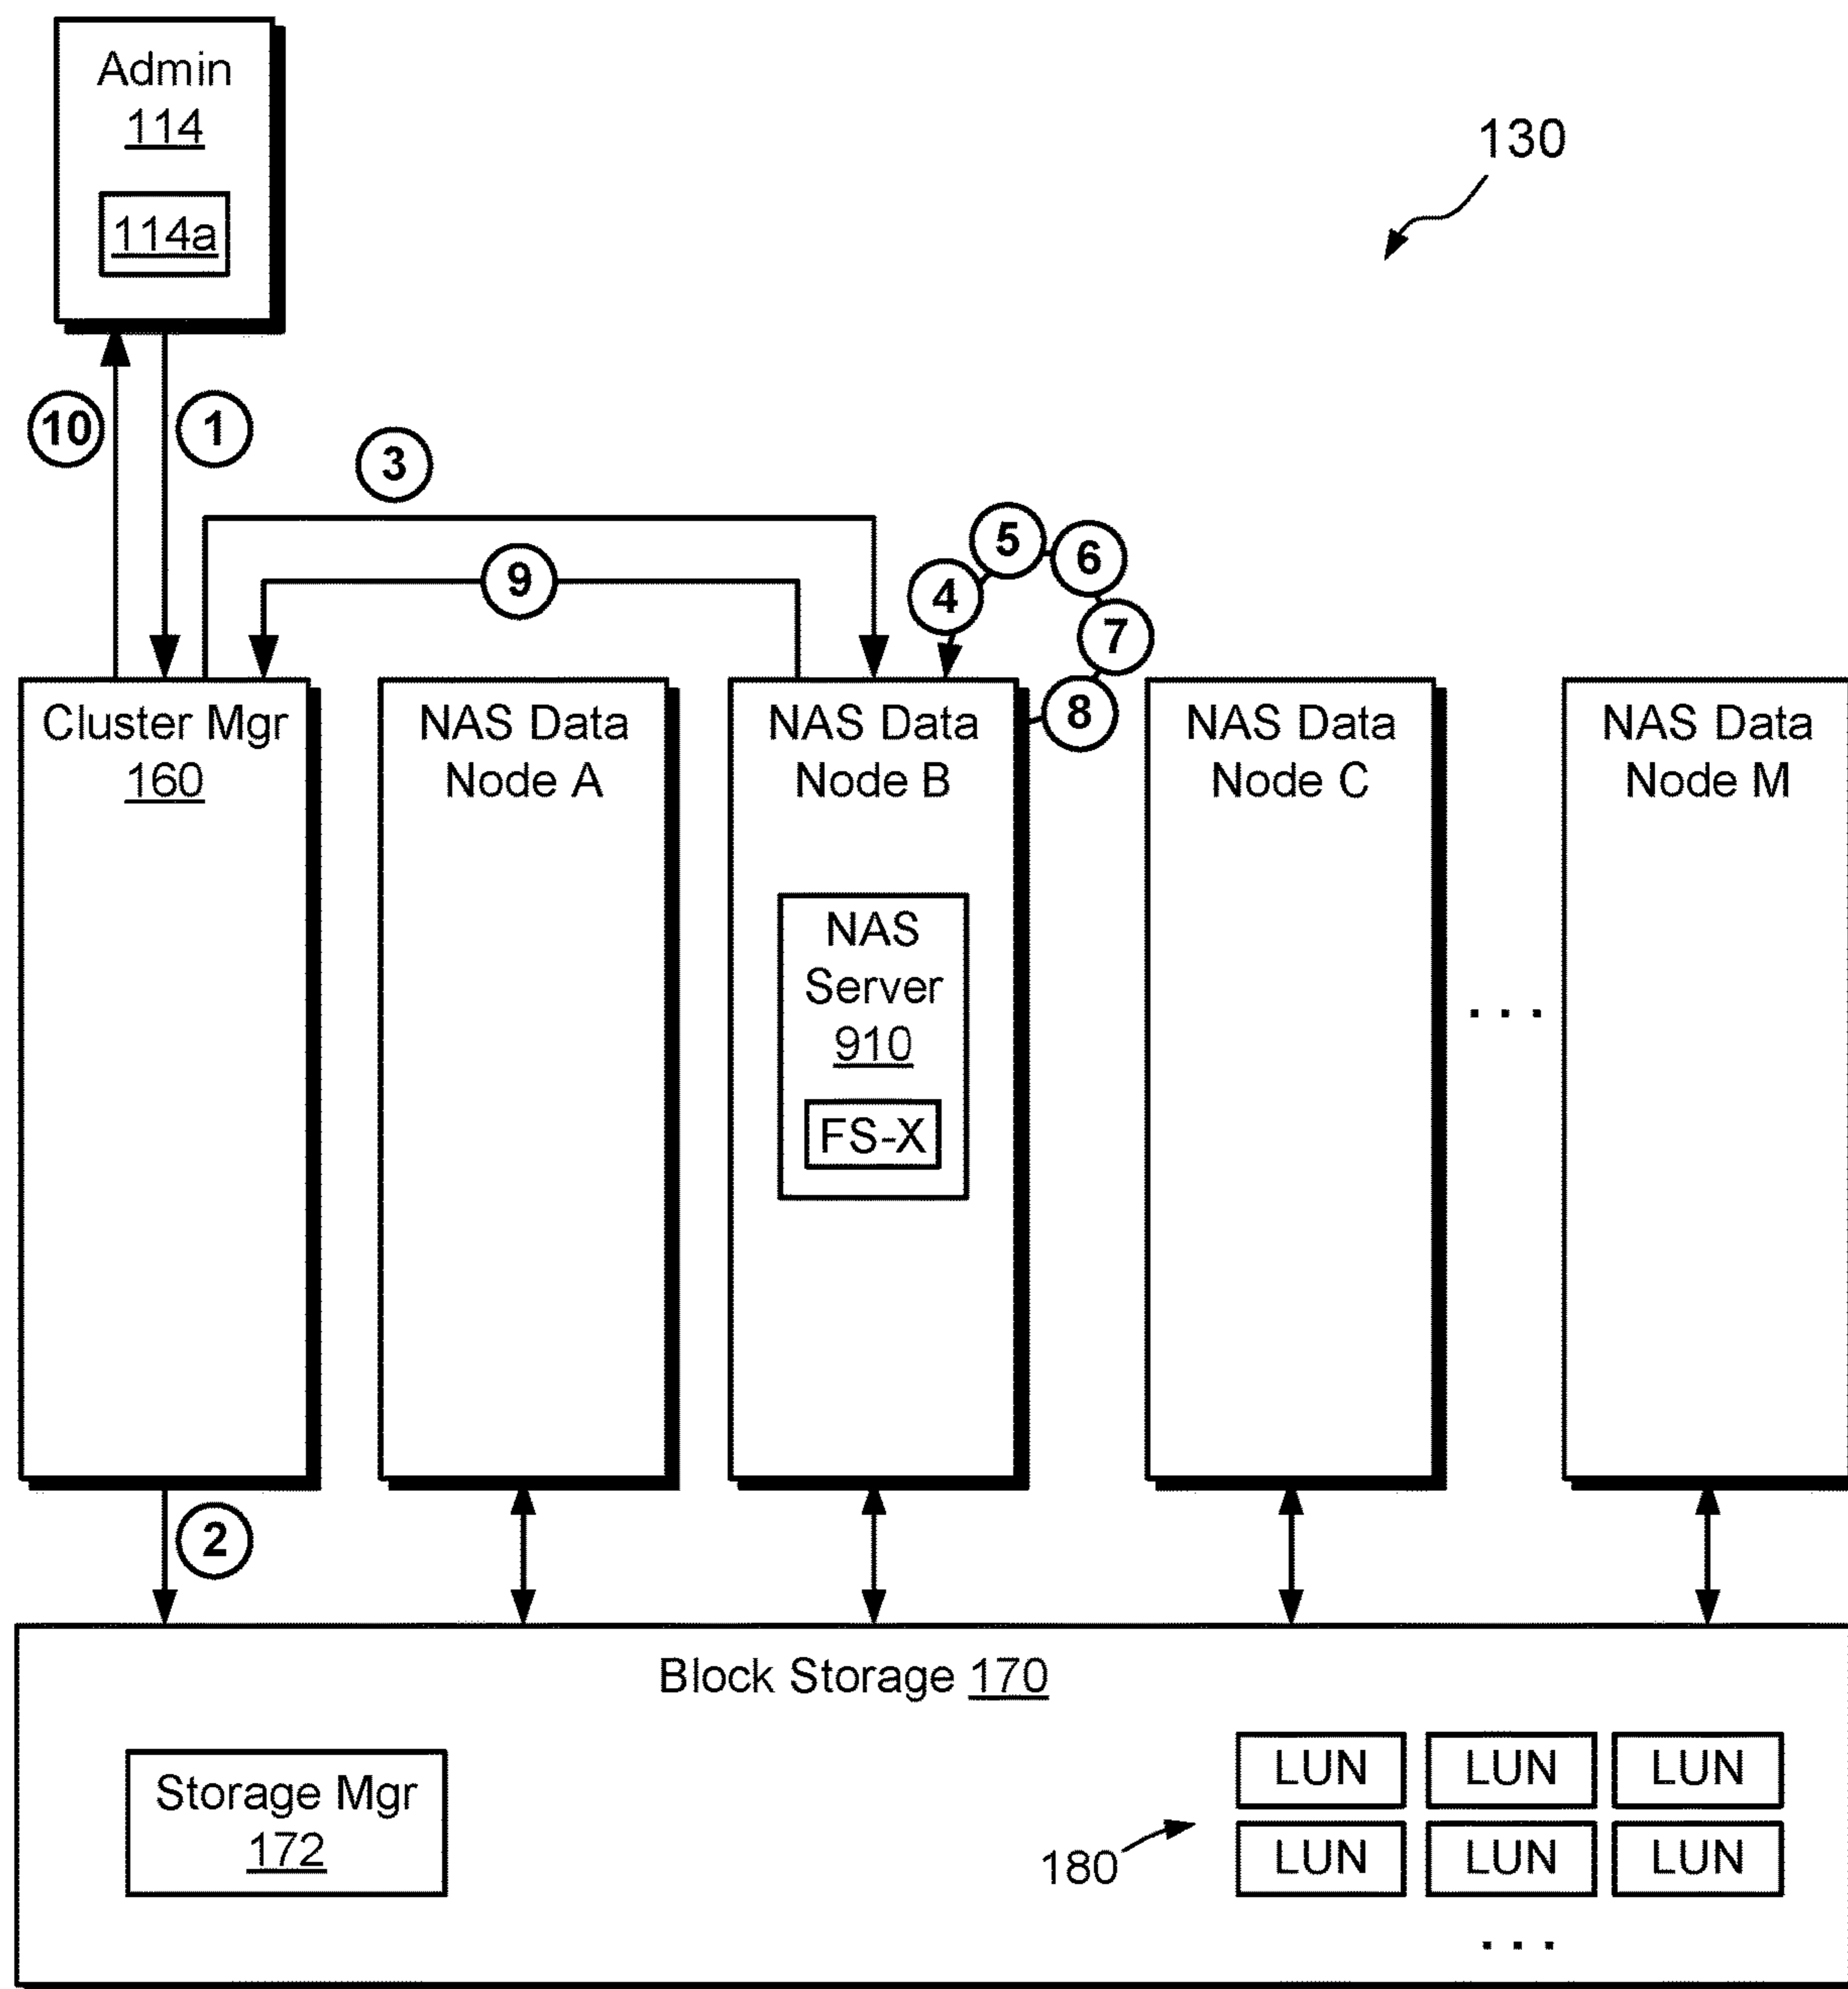 Admin
114
114a
130
10
1
3
5
6
9
4
7
8
Cluster Mgr
160
NAS Data
Node A
NAS Data
Node B
NAS Data
Node C
NAS Data
Node M
NAS
Server
910
FS-X
. . .
2
Block Storage 170
Storage Mgr
172
180
LUN LUN LUN
LUN LUN LUN
. . .